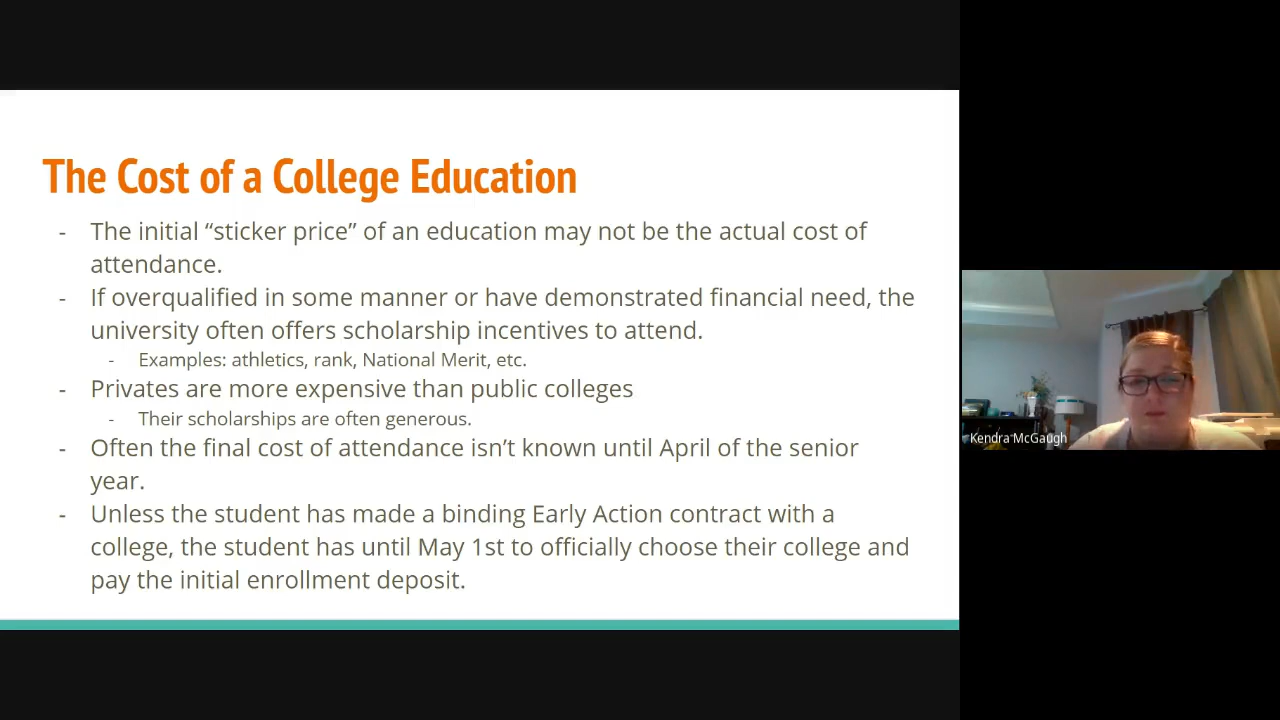 The Cost of a College Education
- The initial “sticker price” of an education may not be the actual cost of
attendance.
- If overqualified in some manner or have demonstrated financial need, the
university often offers scholarship incentives to attend.
- Examples: athletics, rank, National Merit, etc.
- Privates are more expensive than public colleges
- Their scholarships are often generous.
- Often the final cost of attendance isn’t known until April of the senior
year.
- Unless the student has made a binding Early Action contract with a
college, the student has until May 1st to officially choose their college and
pay the initial enrollment deposit.
Kendra McGaugh